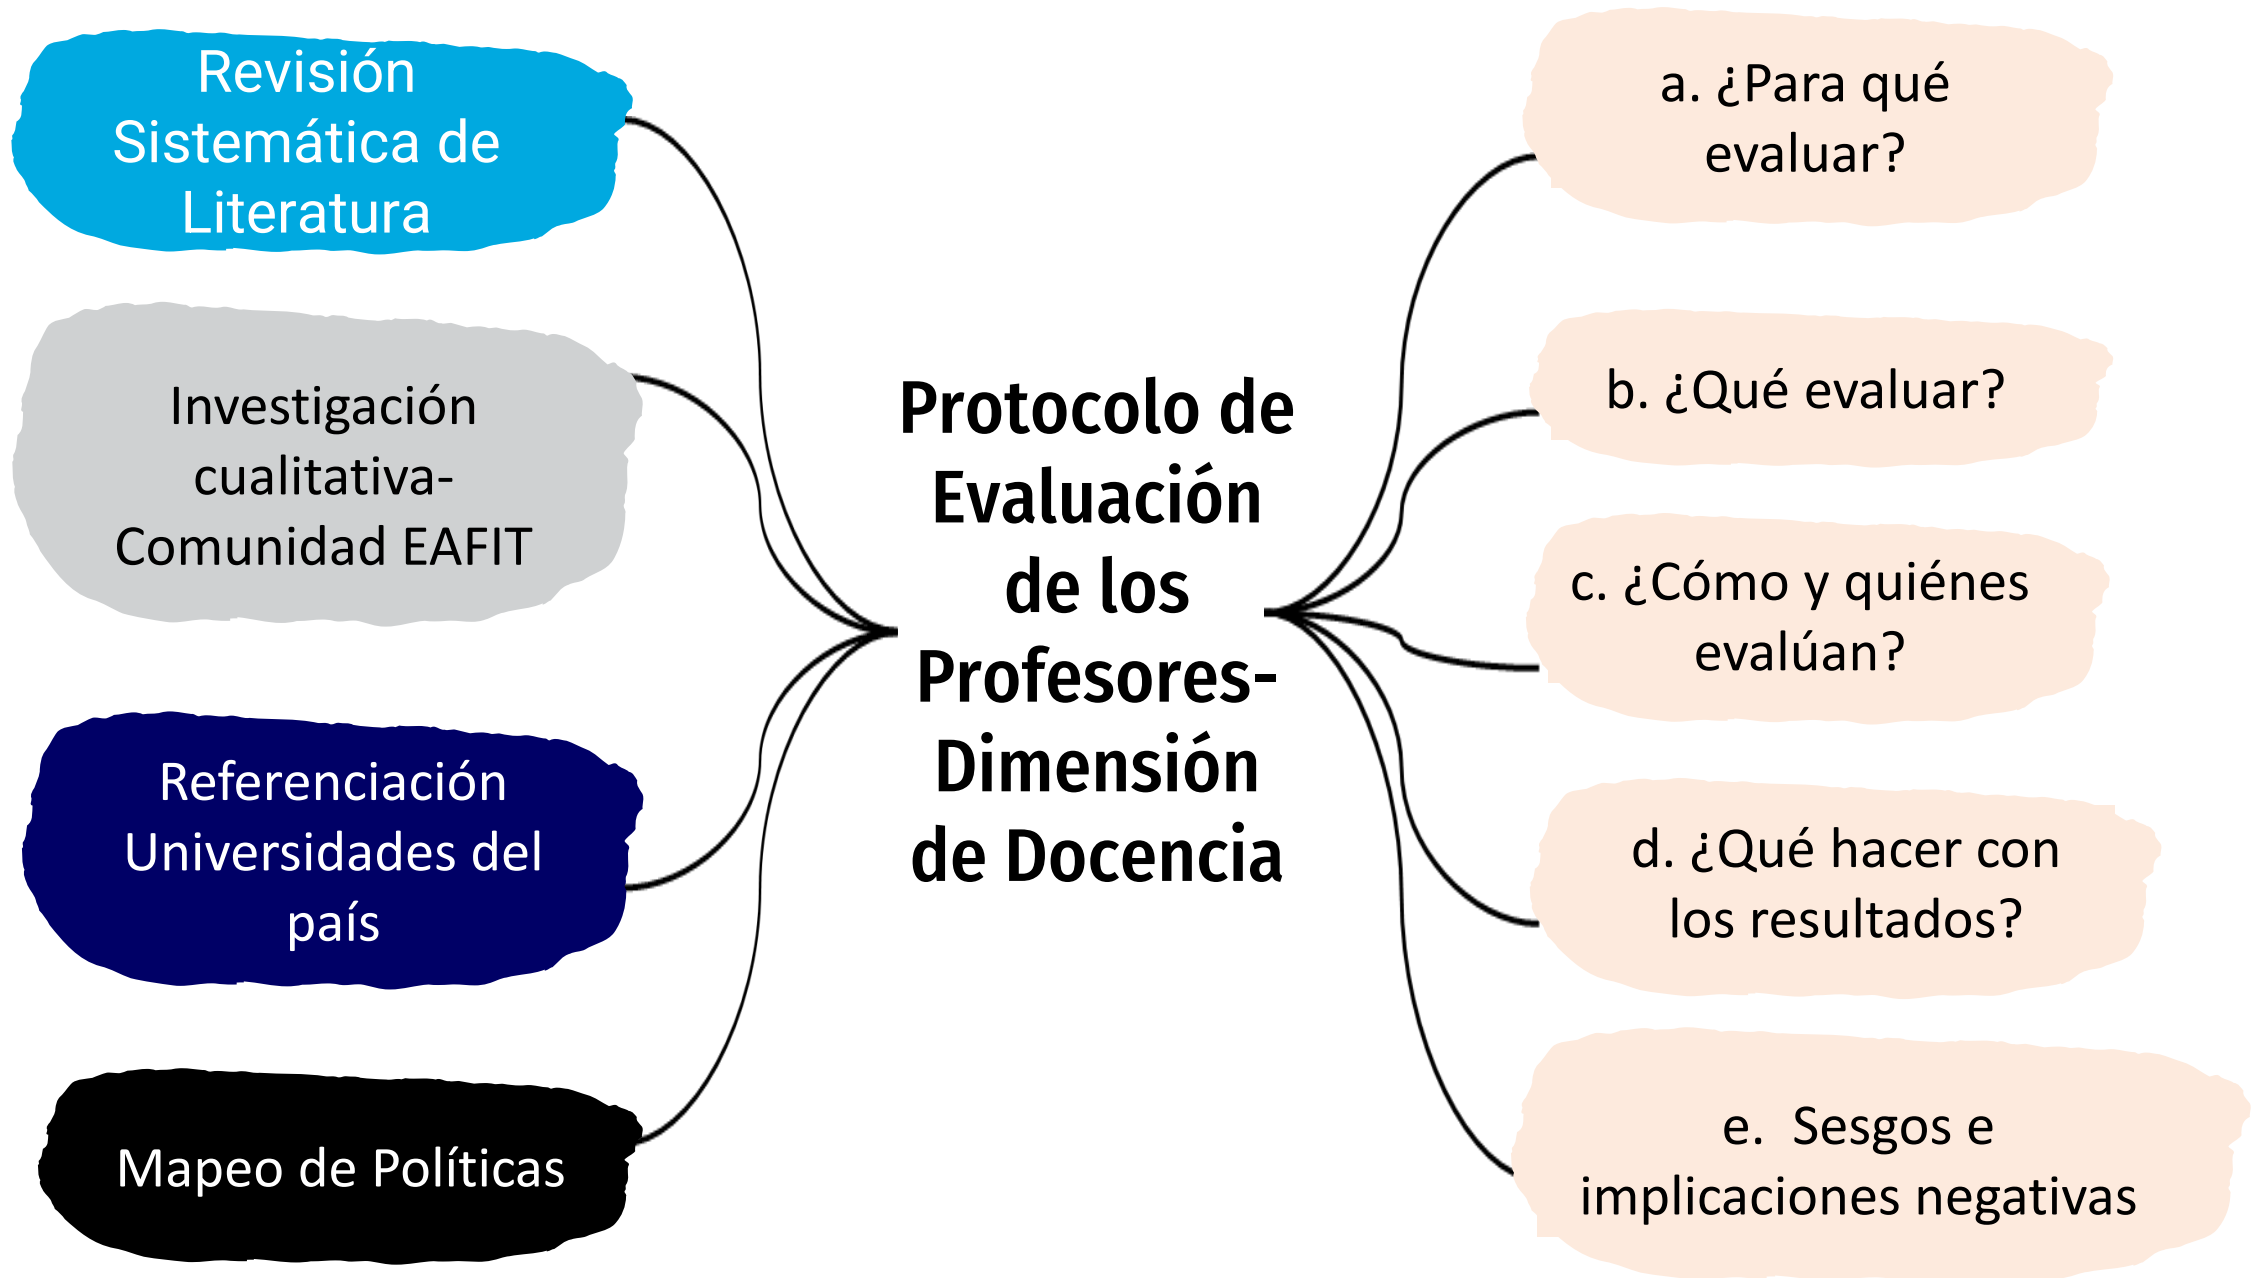 Revisión
Sistemática de
Literatura
Investigación
cualitativa-
Comunidad EAFIT
Referenciación
Universidades del
país
Mapeo de Políticas
Protocolo de
Evaluación
de los
Profesores-
Dimensión
de Docencia
a. ¿Para qué
evaluar?
b. ¿Qué evaluar?
c. ¿Cómo y quiénes
evalúan?
d. ¿Qué hacer con
los resultados?
e.  Sesgos e
implicaciones negativas